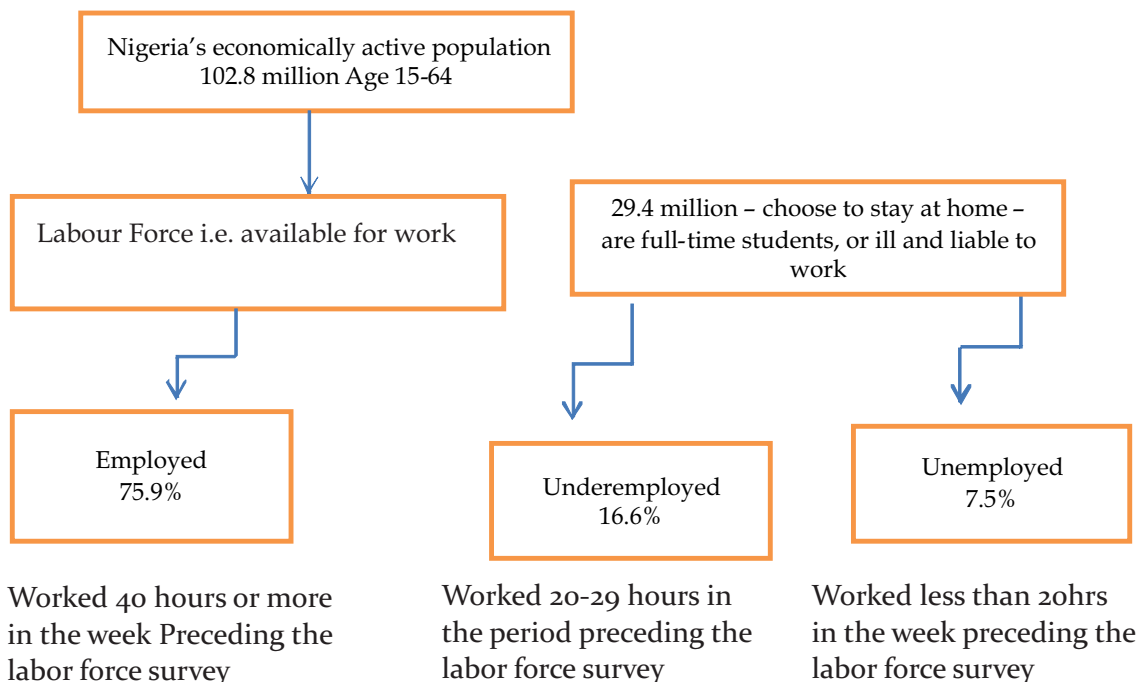 Nigeria’s economically active population
102.8 million Age 15-64
Labour Force i.e. available for work
29.4 million – choose to stay at home –
are full-time students, or ill and liable to
work
Employed
75.9%
Underemployed
16.6%
Unemployed
7.5%
Worked 40 hours or more
in the week Preceding the
labor force survey
Worked 20-29 hours in
the period preceding the
labor force survey
Worked less than 20hrs
in the week preceding the
labor force survey